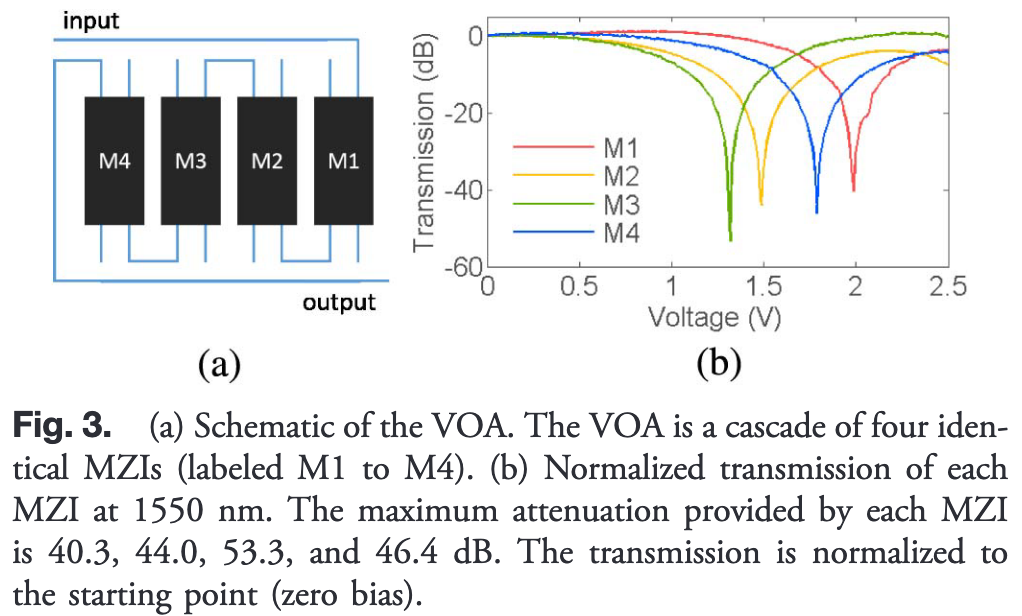 input
M4 M3 M2 M1
output
(a)
Transmission (dB)
0
-20
-40
-60
M1
M2
M3
M4
0 0.5 1 1.5 2 2.5
Voltage (V)
(b)
Fig. 3. (a) Schematic of the VOA. The VOA is a cascade of four iden-
tical MZIs (labeled M1 to M4). (b) Normalized transmission of each
MZI at 1550 nm. The maximum attenuation provided by each MZI
is 40.3, 44.0, 53.3, and 46.4 dB. The transmission is normalized to
the starting point (zero bias).